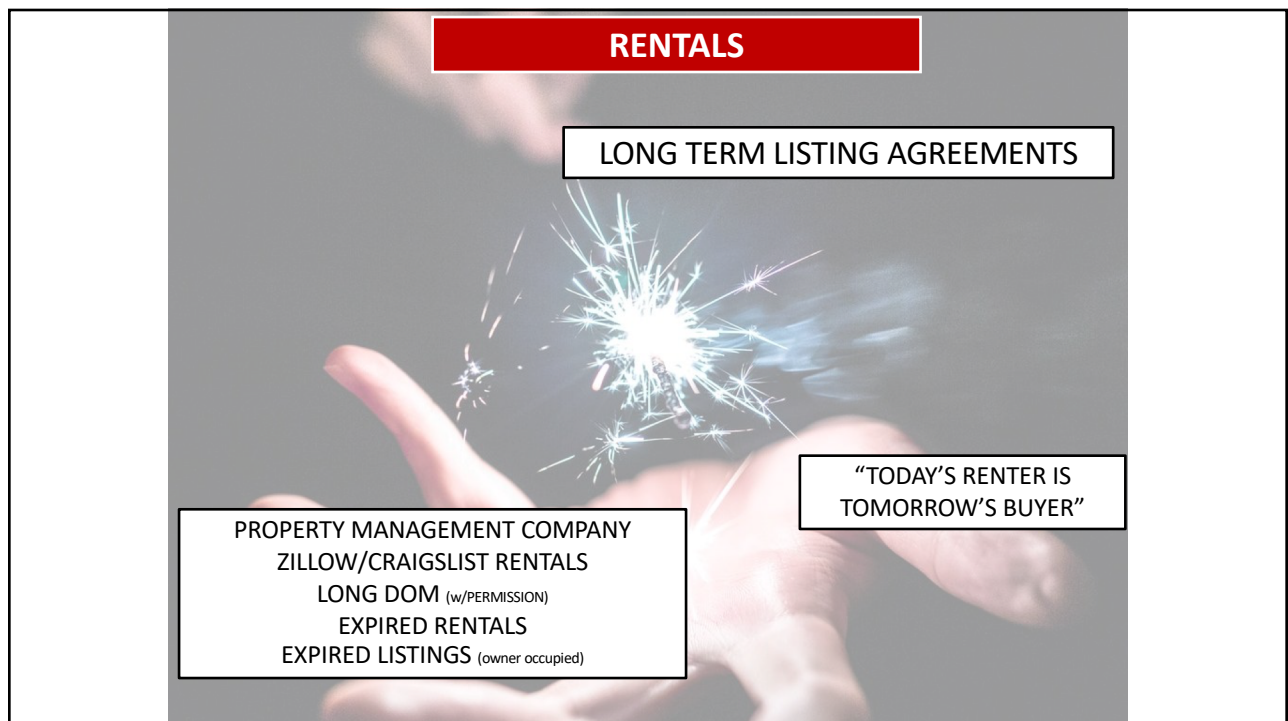 RENTALS
LONG TERM LISTING AGREEMENTS
“TODAY’S RENTER IS
TOMORROW’S BUYER”
PROPERTY MANAGEMENT COMPANY
ZILLOW/CRAIGSLIST RENTALS
LONG DOM (w/PERMISSION)
EXPIRED RENTALS
EXPIRED LISTINGS (owner occupied)